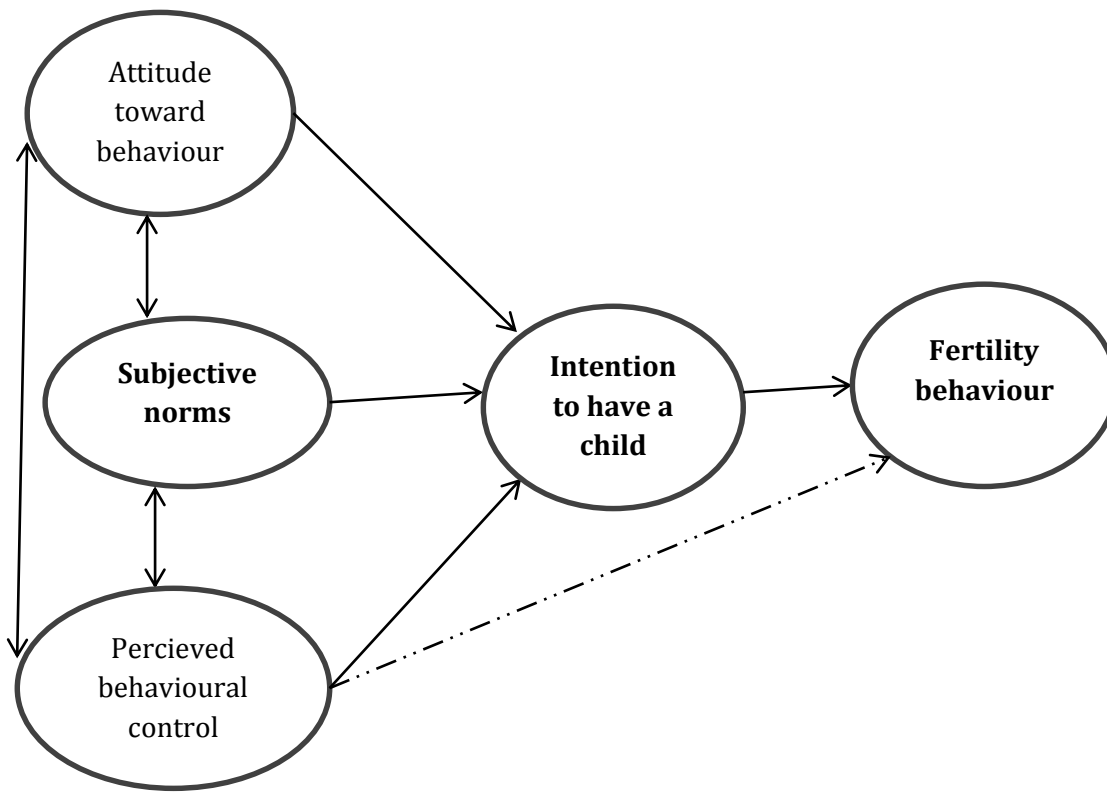 Attitude
toward
behaviour
Subjective
norms
Intention
to have a
child
Fertility
behaviour
Percieved
behavioural
control